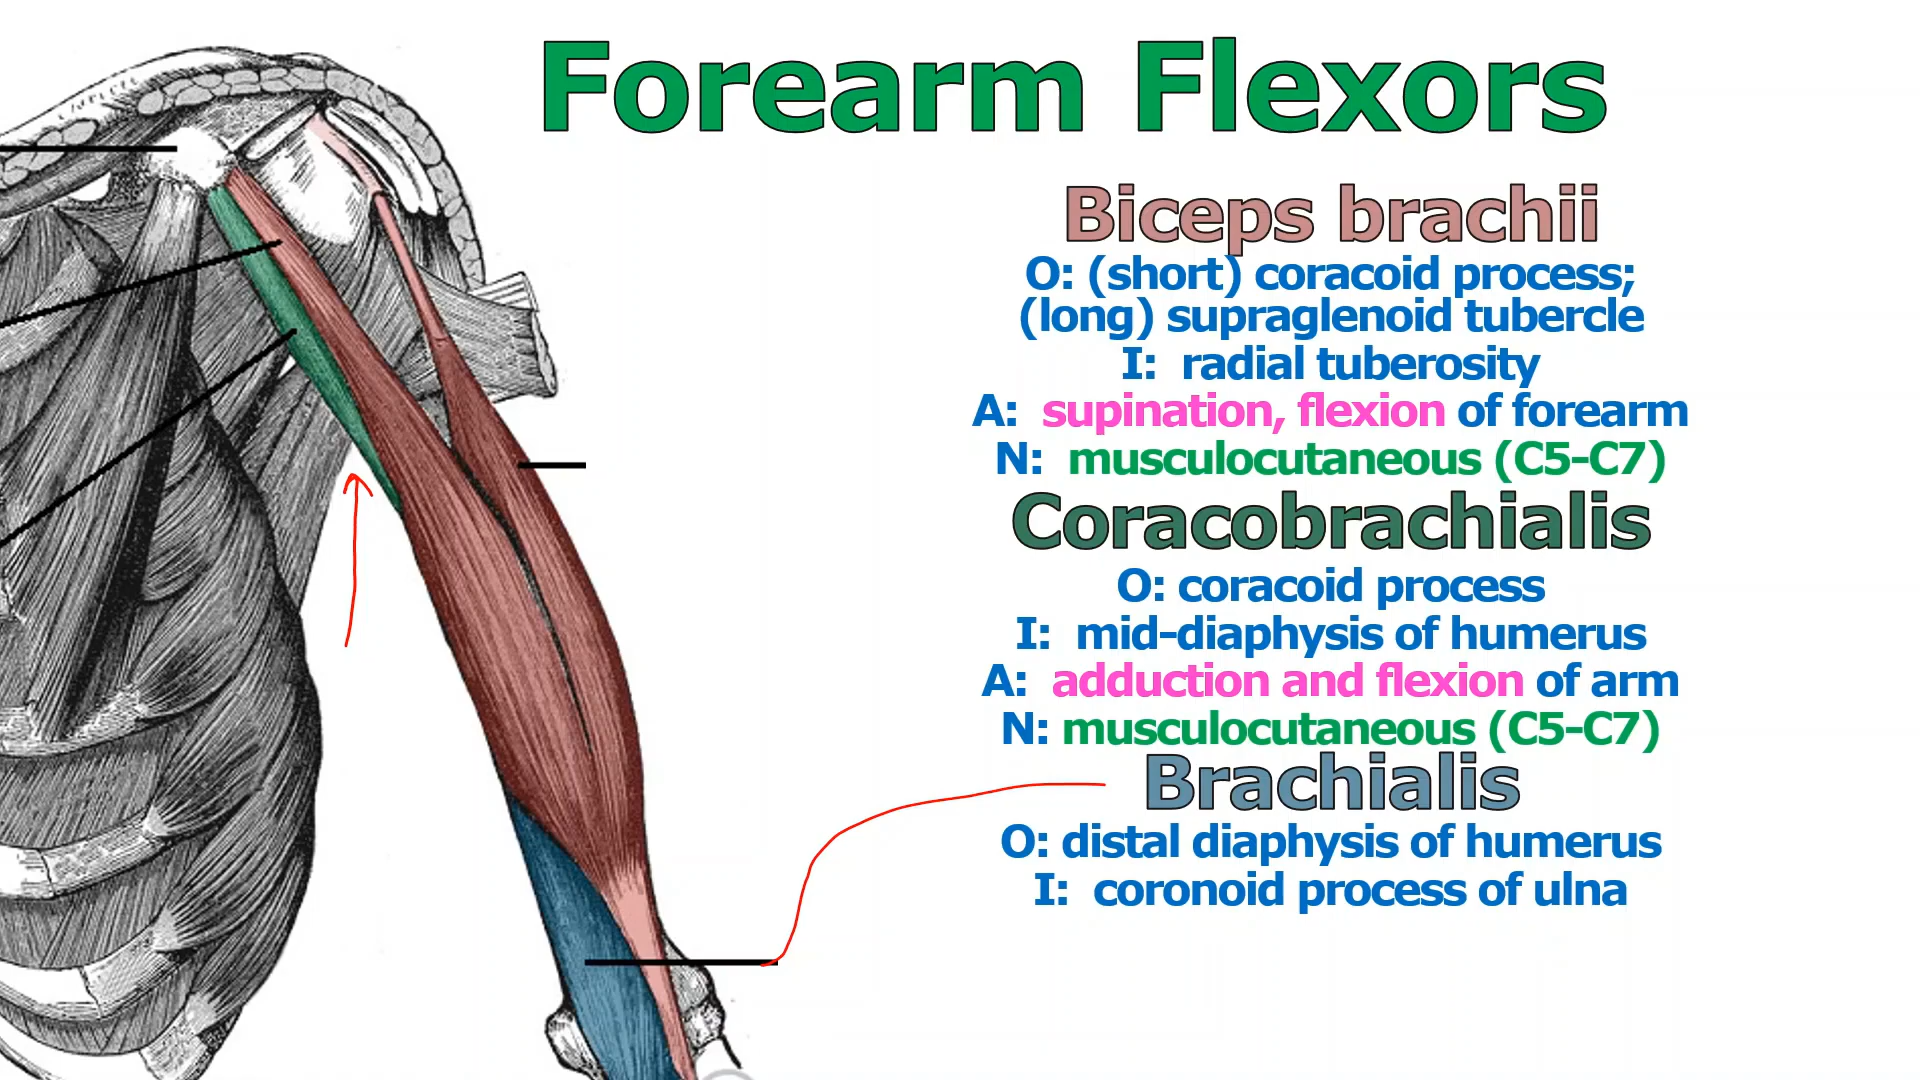 Forearm Flexors
Biceps brachii
O: (short) coracoid process;
(long) supraglenoid tubercle
I: radial tuberosity
A: supination, flexion of forearm
N: musculocutaneous (C5-C7)
Coracobrachialis
O: coracoid process
I: mid-diaphysis of humerus
A: adduction and flexion of arm
N: musculocutaneous (C5-C7)
Brachialis
O: distal diaphysis of humerus
I: coronoid process of ulna